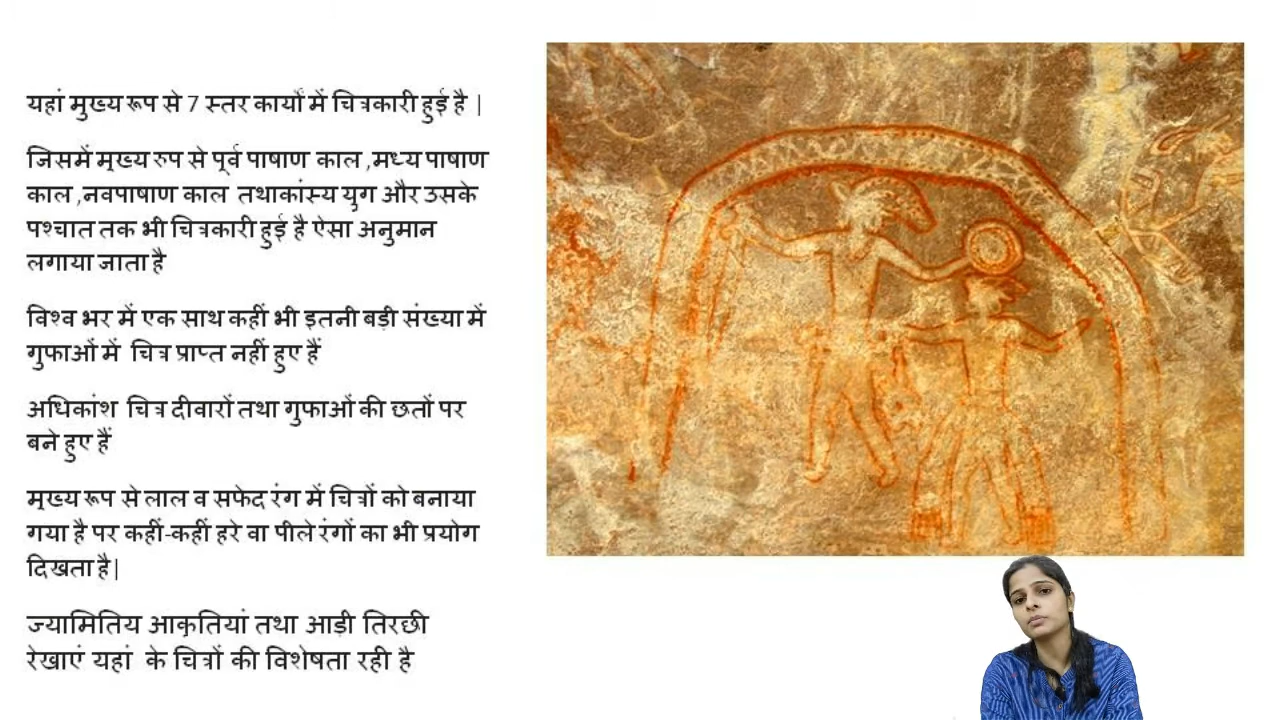 यहां मुख्य रूप से 7 स्तर कार्यों में चित्रकारी हुई है |
जिसमें मुख्य रुप से पूर्व पाषाण काल ,मध्य पाषाण
काल ,नवपाषाण काल तथाकांस्य युग और उसके
पश्चात तक भी चित्रकारी हुई है ऐसा अनुमान
लगाया जाता है
विश्व भर में एक साथ कहीं भी इतनी बड़ी संख्या में
गुफाओं में चित्र प्राप्त नहीं हुए हैं
अधिकांश चित्र दीवारों तथा गुफाओं की छतों पर
बने हुए हैं
मुख्य रूप से लाल व सफेद रंग में चित्रों को बनाया
गया है पर कहीं-कहीं हरे वा पीले रंगों का भी प्रयोग
दिखता है|
ज्यामितिय आकृतियां तथा आड़ी तिरछी
रेखाएं यहां के चित्रों की विशेषता रही है